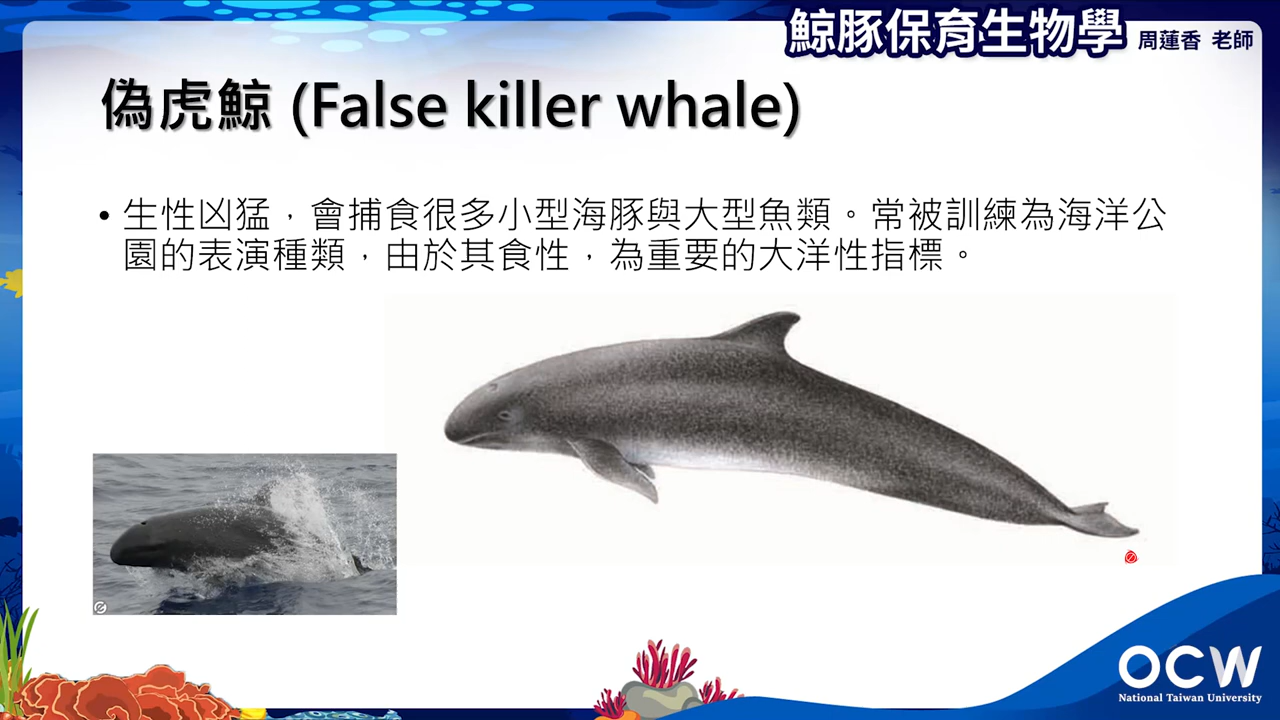 鯨豚保育生物學 周蓮香 老師
偽虎鯨 (False killer whale)
• 生性凶猛，會捕食很多小型海豚與大型魚類。常被訓練為海洋公
園的表演種類，由於其食性，為重要的大洋性指標。
OCW
National Taiwan University